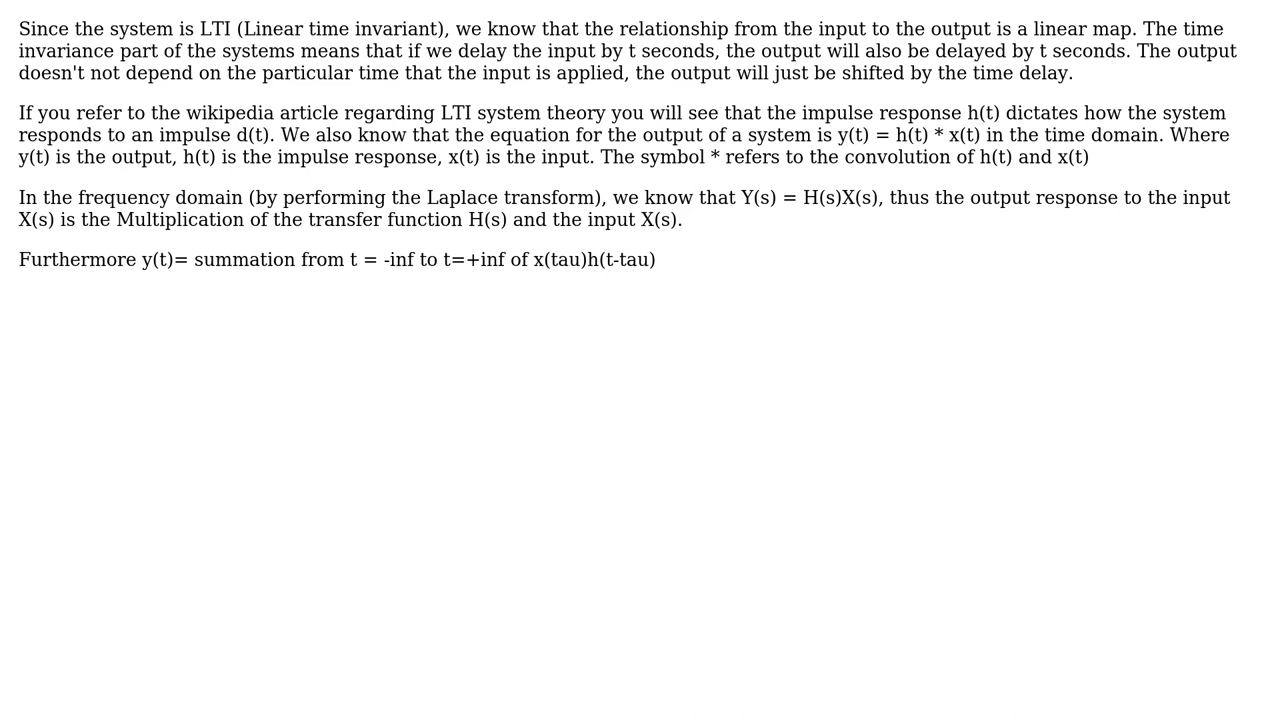 Since the system is LTI (Linear time invariant), we know that the relationship from the input to the output is a linear map. The time
invariance part of the systems means that if we delay the input by t seconds, the output will also be delayed by t seconds. The output
doesn't not depend on the particular time that the input is applied, the output will just be shifted by the time delay.
If you refer to the wikipedia article regarding LTI system theory you will see that the impulse response h(t) dictates how the system
responds to an impulse d(t). We also know that the equation for the output of a system is y(t) = h(t) * x(t) in the time domain. Where
y(t) is the output, h(t) is the impulse response, x(t) is the input. The symbol * refers to the convolution of h(t) and x(t)
In the frequency domain (by performing the Laplace transform), we know that Y(s) = H(s)X(s), thus the output response to the input
X(s) is the Multiplication of the transfer function H(s) and the input X(s).
Furthermore y(t)= summation from t = -inf to t=+inf of x(tau)h(t-tau)